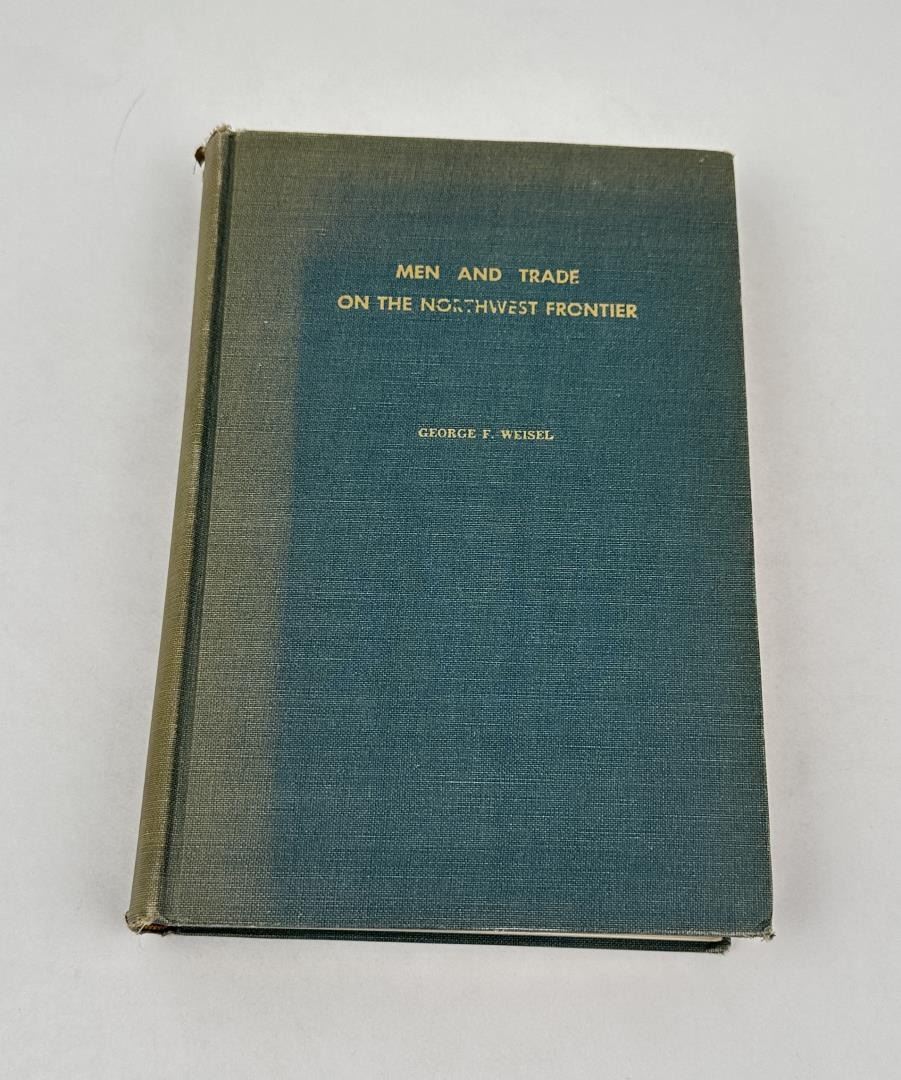 MEN AND TRADE
ON THE NORTHWEST FRONTIER
GEORGE F. WEISEL